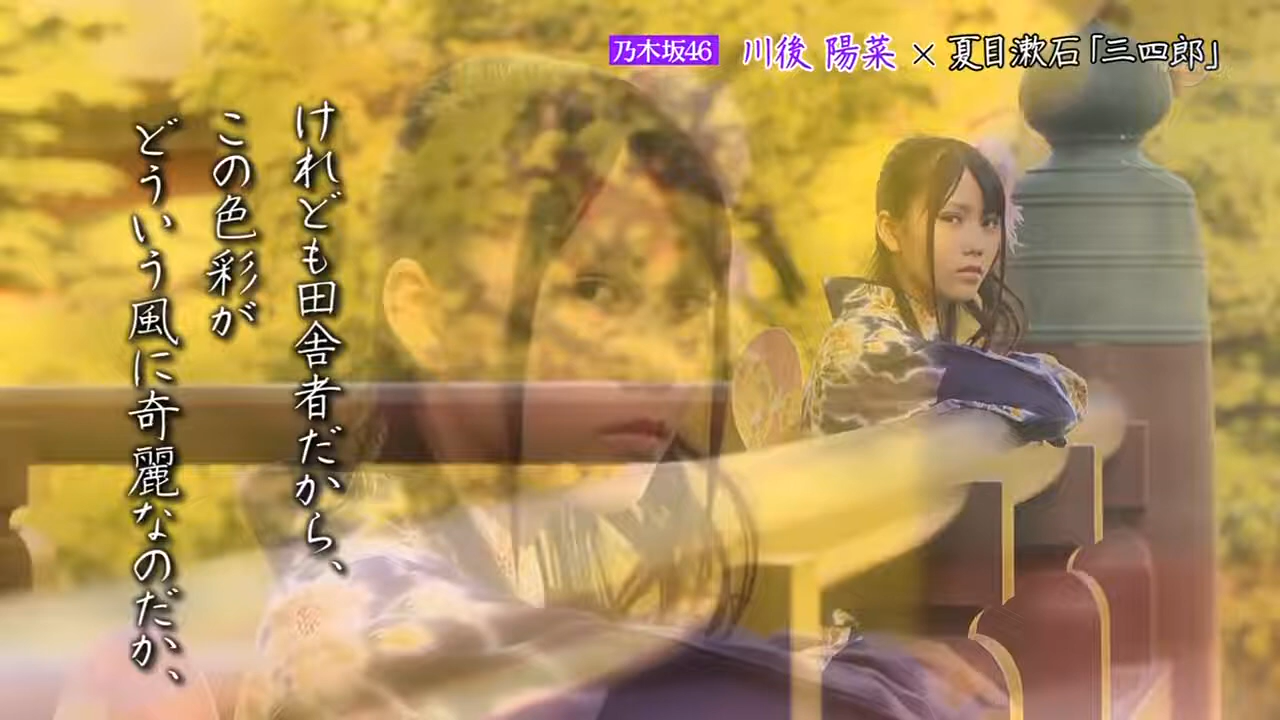 乃木坂46 川後 陽菜 × 夏目漱石「三四郎」
けれども田舎者だから、
この色彩が
どういう風に奇麗なのだか、